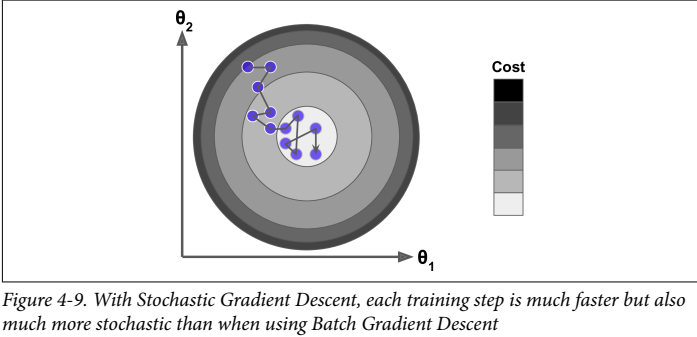 θ2
Cost
θ1
Figure 4-9. With Stochastic Gradient Descent, each training step is much faster but also
much more stochastic than when using Batch Gradient Descent